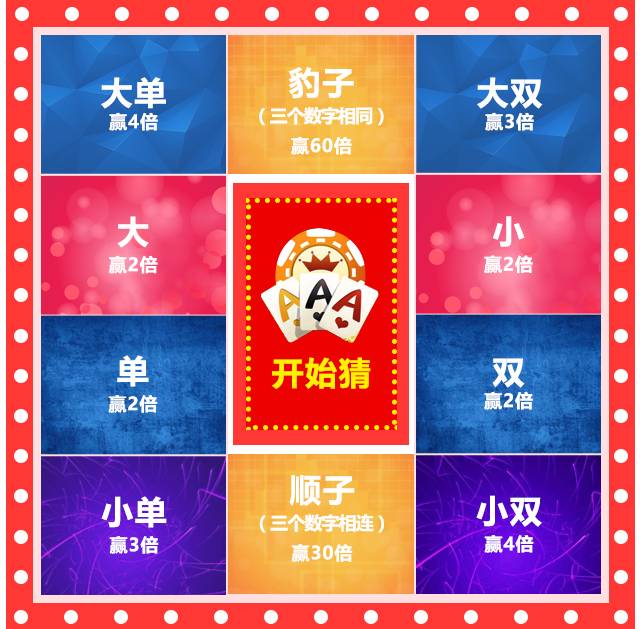 大单
赢4倍
豹子
（三个数字相同）
赢60倍
大双
赢3倍
大
赢2倍
小
赢2倍
A A A
开始猜
单
赢2倍
双
赢2倍
小单
赢3倍
顺子
（三个数字相连）
赢30倍
小双
赢4倍